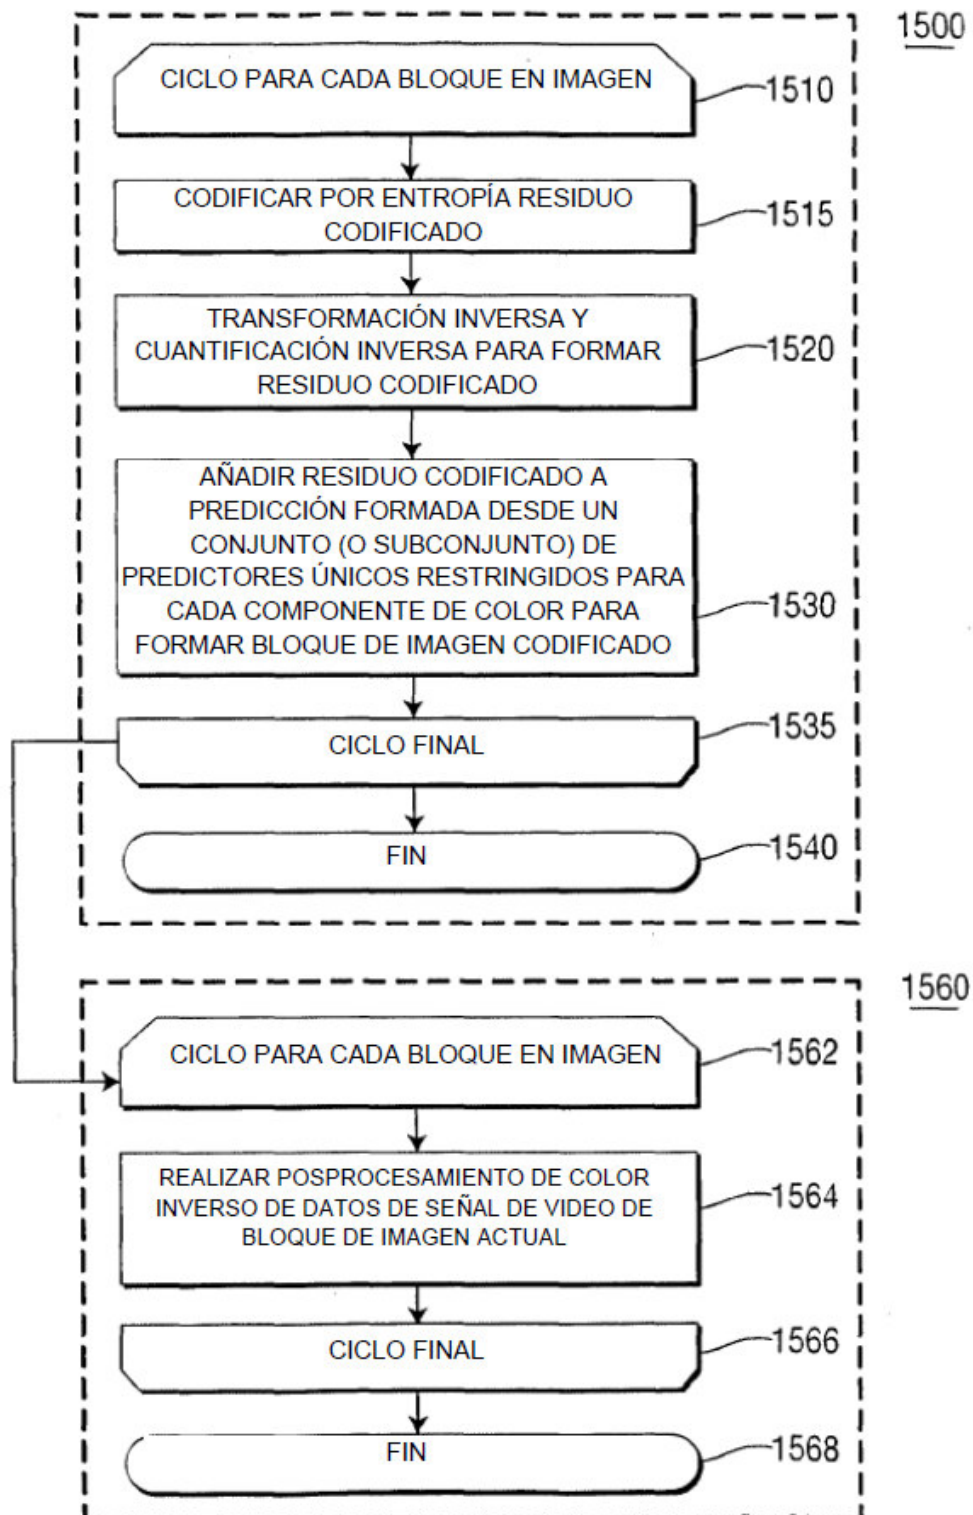 1500
CICLO PARA CADA BLOQUE EN IMAGEN
1510
CODIFICAR POR ENTROPÍA RESIDUO
CODIFICADO
1515
TRANSFORMACIÓN INVERSA Y
CUANTIFICACIÓN INVERSA PARA FORMAR
RESIDUO CODIFICADO
1520
AÑADIR RESIDUO CODIFICADO A
PREDICCIÓN FORMADA DESDE UN
CONJUNTO (O SUBCONJUNTO) DE
PREDICTORES ÚNICOS RESTRINGIDOS PARA
CADA COMPONENTE DE COLOR PARA
FORMAR BLOQUE DE IMAGEN CODIFICADO
1530
CICLO FINAL
1535
FIN
1540
1560
CICLO PARA CADA BLOQUE EN IMAGEN
1562
REALIZAR POSPROCESAMIENTO DE COLOR
INVERSO DE DATOS DE SEÑAL DE VIDEO DE
BLOQUE DE IMAGEN ACTUAL
1564
CICLO FINAL
1566
FIN
1568